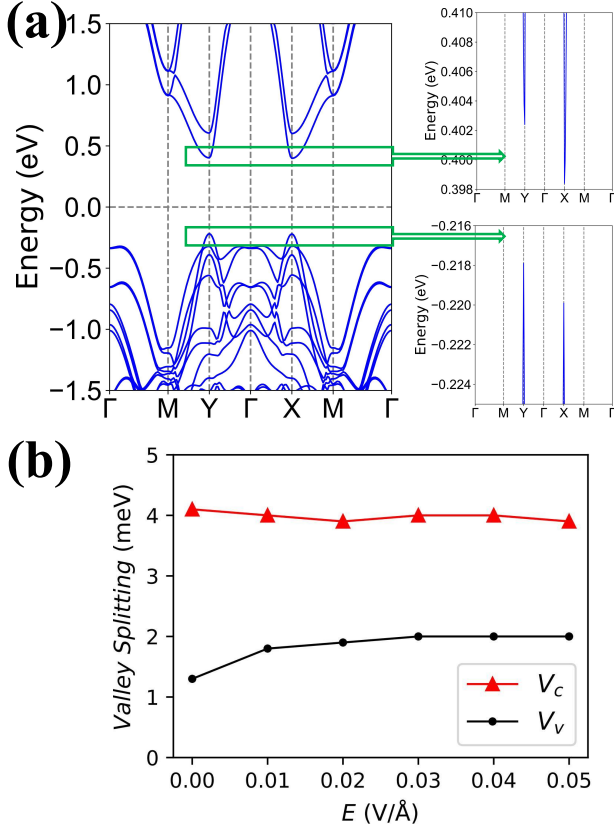 (a)
Energy (eV)
1.5
1.0
0.5
0.0
−0.5
−1.0
−1.5
Γ M Y Γ X M Γ
Energy (eV)
0.410
0.408
0.406
0.404
0.402
0.400
0.398
Γ M Y Γ X M Γ
Energy (eV)
−0.216
−0.218
−0.220
−0.222
−0.224
Γ M Y Γ X M Γ
(b)
Valley Splitting (meV)
5
4
3
2
1
0
V_c
V_v
0.00 0.01 0.02 0.03 0.04 0.05
E (V/Å)